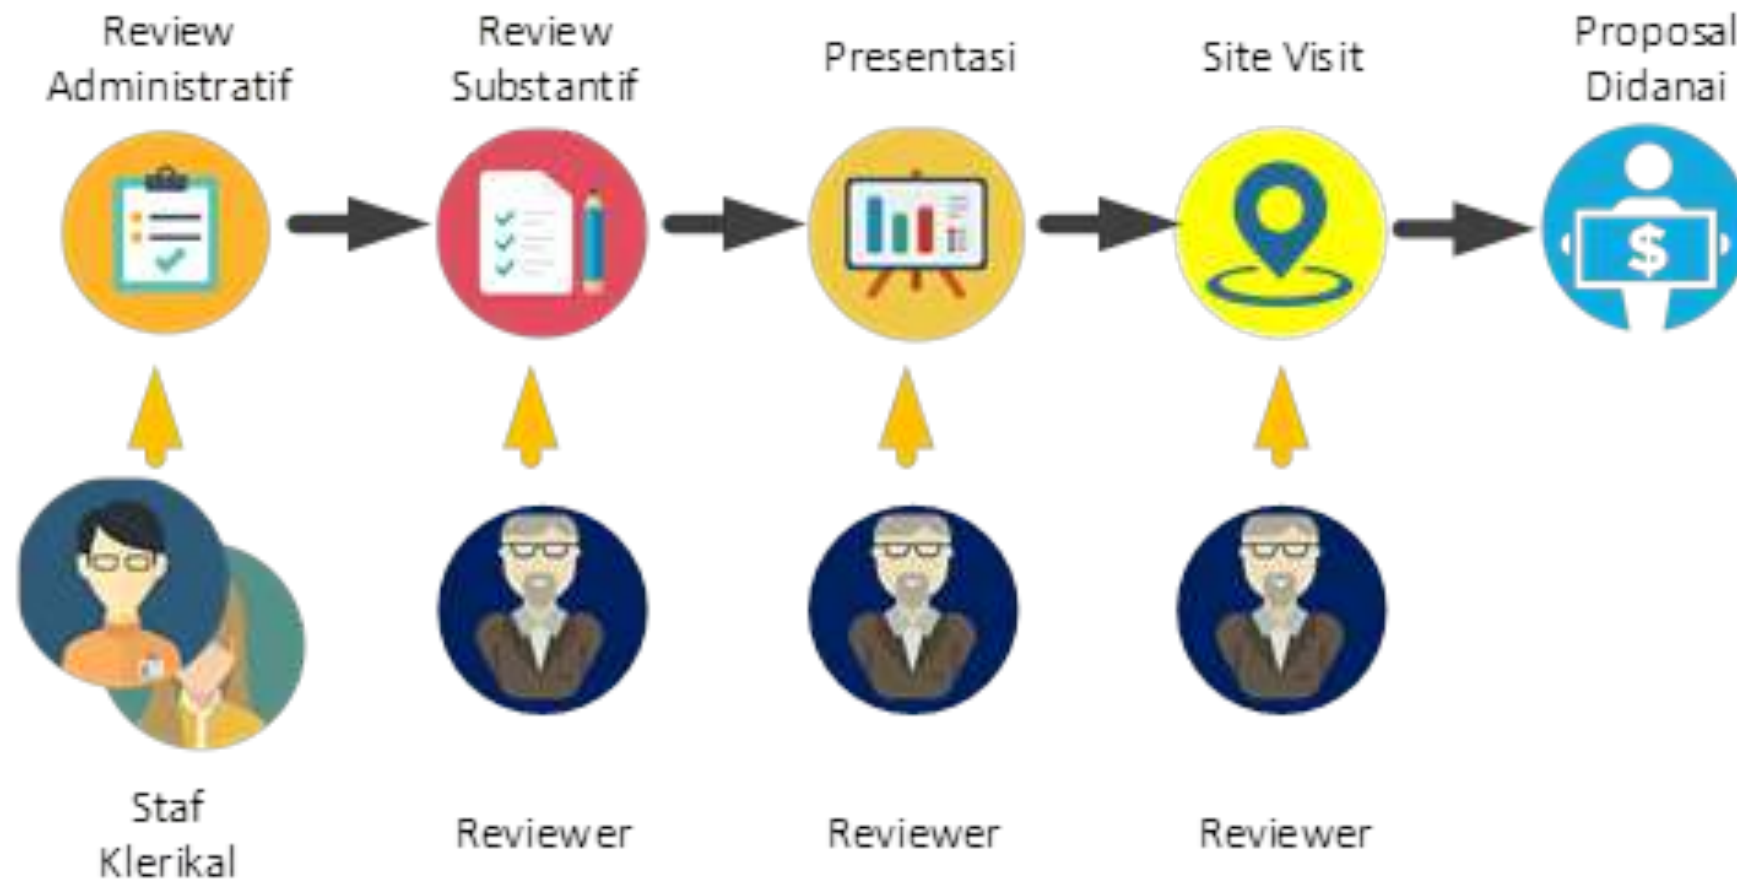 Review
Administratif
Review
Substantif
Presentasi
Site Visit
Proposal
Didanai
$
Staf
Klerikal
Reviewer
Reviewer
Reviewer